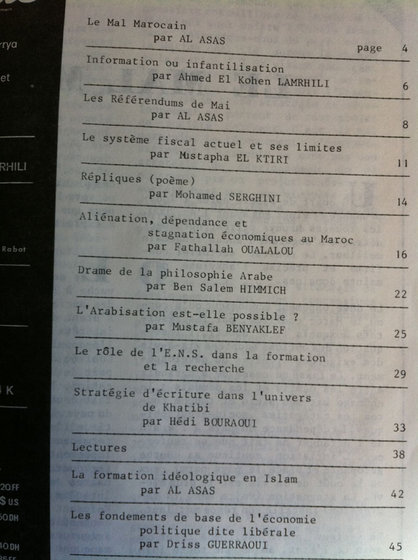 Le Mal Marocain
par AL ASAS page 4
Information ou infantilisation
par Ahmed El Kohen LAMRHILI 6
Les Référendums de Mai
par AL ASAS 8
Le système fiscal actuel et ses limites
par Mustapha EL KTIRI 11
Répliques (poème)
par Mohamed SERGHINI 14
Aliénation, dépendance et
stagnation économiques au Maroc
par Fathallah OUALALOU 16
Drame de la philosophie Arabe
par Ben Salem HIMMICH 22
L'Arabisation est-elle possible ?
par Mustafa BENYAKLEF 25
Le rôle de l'E.N.S. dans la formation
et la recherche 29
Stratégie d'écriture dans l'univers
de Khatibi
par Hédi BOURAOUI 33
Lectures 38
La formation idéologique en Islam
par AL ASAS 42
Les fondements de base de l'économie
politique dite libérale
par Driss GUERRAOUI 45
Rabat